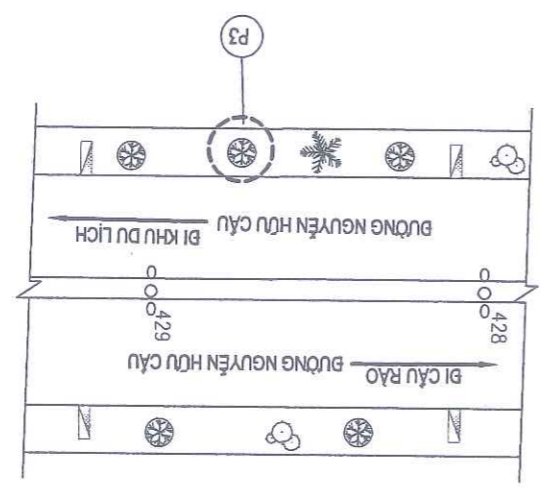 ĐI CẦU RÀO
ĐƯỜNG NGUYỄN HỮU CẦU
428
429
ĐƯỜNG NGUYỄN HỮU CẦU
ĐI KHU DU LỊCH
P3